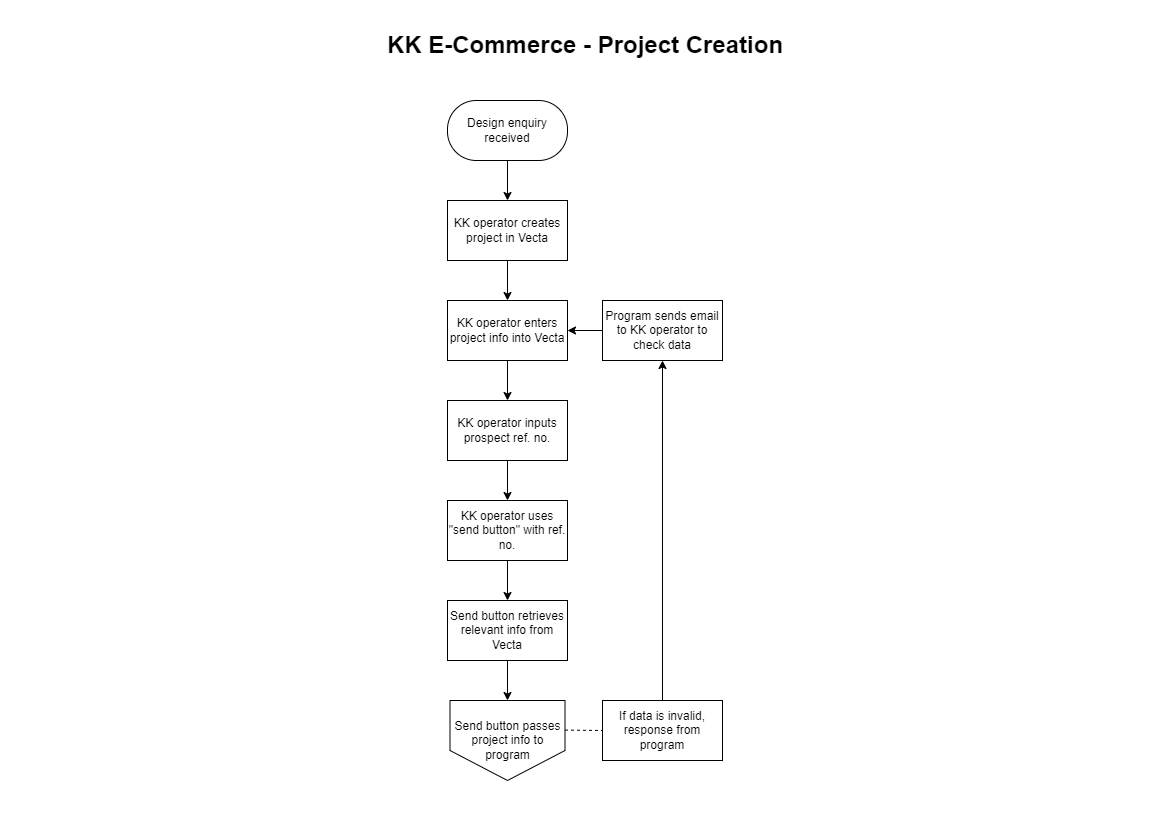 KK E-Commerce - Project Creation
Design enquiry
received
KK operator creates
project in Vecta
KK operator enters
project info into Vecta
Program sends email
to KK operator to
check data
KK operator inputs
prospect ref. no.
KK operator uses
"send button" with ref.
no.
Send button retrieves
relevant info from
Vecta
Send button passes
project info to
program
If data is invalid,
response from
program